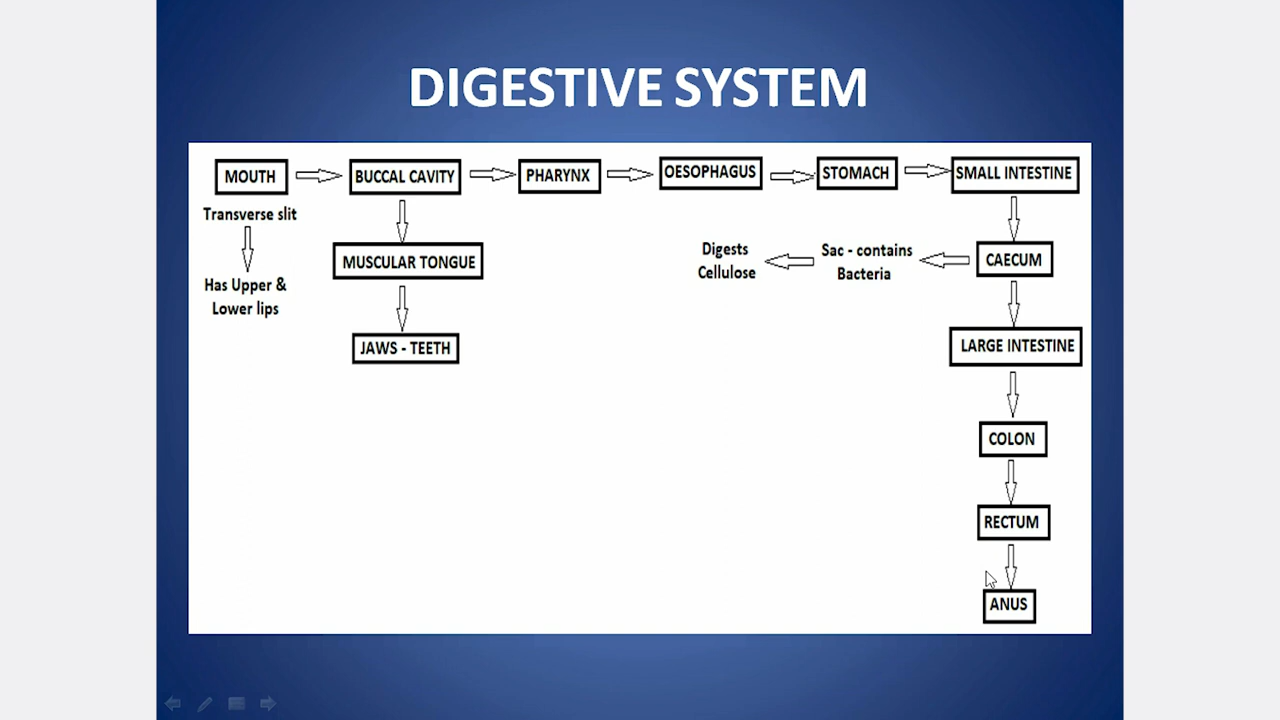 DIGESTIVE SYSTEM
MOUTH
BUCCAL CAVITY
PHARYNX
OESOPHAGUS
STOMACH
SMALL INTESTINE
Transverse slit
Has Upper &
Lower lips
MUSCULAR TONGUE
JAWS - TEETH
CAECUM
Sac - contains
Bacteria
Digests
Cellulose
LARGE INTESTINE
COLON
RECTUM
ANUS